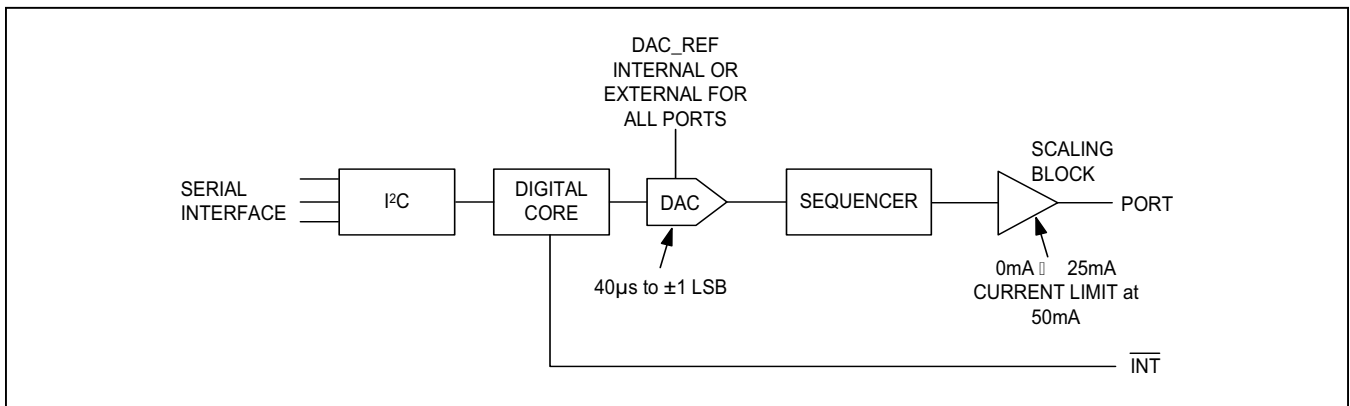 DAC_REF
INTERNAL OR
EXTERNAL FOR
ALL PORTS
SERIAL
INTERFACE
I²C
DIGITAL
CORE
DAC
SEQUENCER
SCALING
BLOCK
PORT
40µs to ±1 LSB
0mA 25mA
CURRENT LIMIT at
50mA
INT